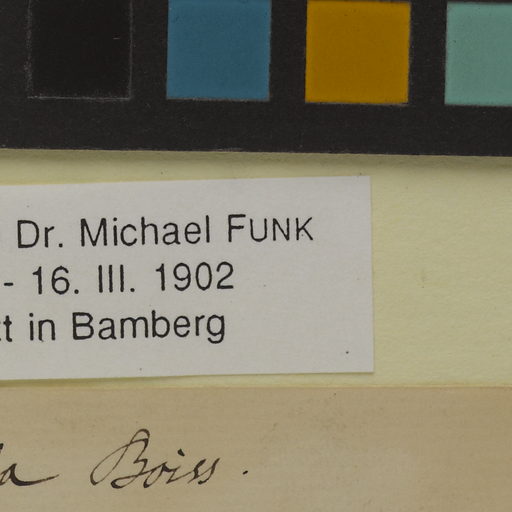 Dr. Michael FUNK
- 16. III. 1902
in Bamberg
Boiss.